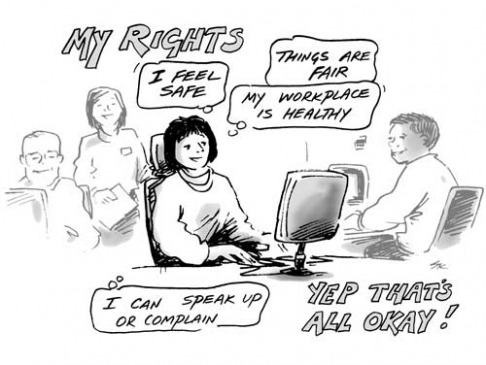 MY RIGHTS
I FEEL
SAFE
THINGS ARE
FAIR
MY WORKPLACE
IS HEALTHY
I CAN SPEAK UP
OR COMPLAIN
YEP THAT'S
ALL OKAY!